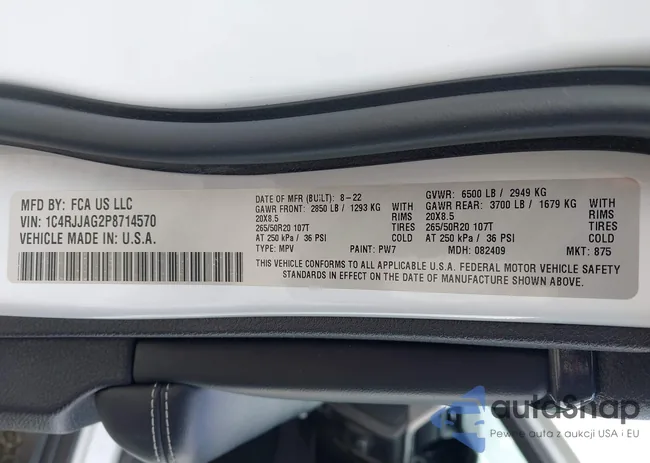 MFD BY: FCA US LLC
VIN: 1C4RJJAG2P8714570
VEHICLE MADE IN: U.S.A.
DATE OF MFR (BUILT): 8-22 GVWR: 6500 LB / 2949 KG
GAWR FRONT: 2850 LB / 1293 KG WITH GAWR REAR: 3700 LB / 1679 KG WITH
20X8.5 RIMS 20X8.5 RIMS
265/50R20 107T TIRES 265/50R20 107T TIRES
AT 250 kPa / 36 PSI COLD AT 250 kPa / 36 PSI COLD
TYPE: MPV PAINT: PW7 MDH: 082409 MKT: 875
THIS VEHICLE CONFORMS TO ALL APPLICABLE U.S.A. FEDERAL MOTOR VEHICLE SAFETY
STANDARDS IN EFFECT ON THE DATE OF MANUFACTURE SHOWN ABOVE.
autoSnap
Pewne auta z aukcji USA i EU